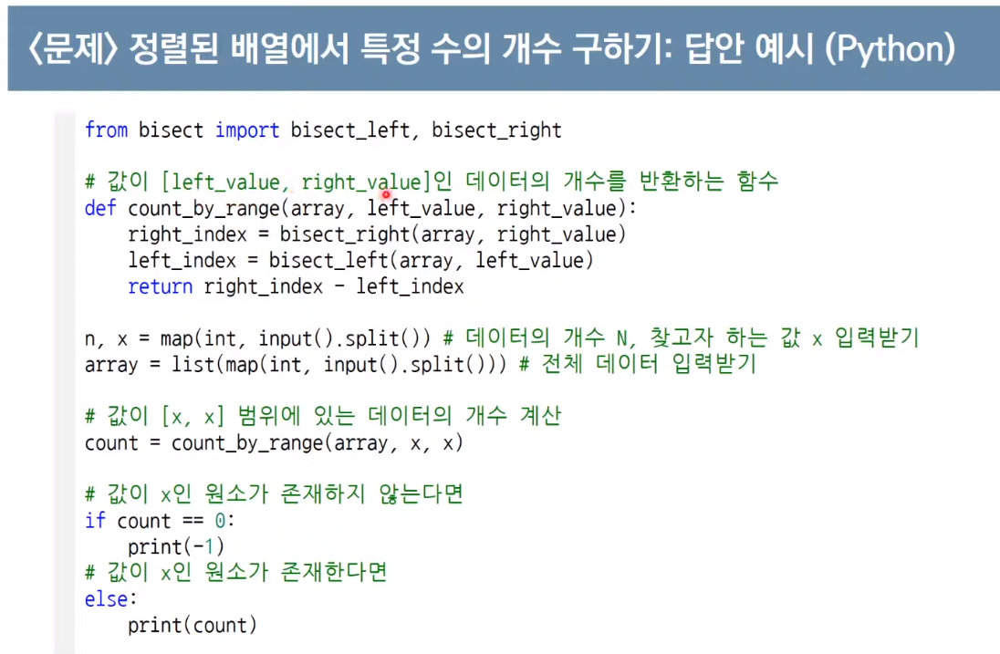 <문제> 정렬된 배열에서 특정 수의 개수 구하기: 답안 예시 (Python)
from bisect import bisect_left, bisect_right
# 값이 [left_value, right_value]인 데이터의 개수를 반환하는 함수
def count_by_range(array, left_value, right_value):
    right_index = bisect_right(array, right_value)
    left_index = bisect_left(array, left_value)
    return right_index - left_index
n, x = map(int, input().split()) # 데이터의 개수 N, 찾고자 하는 값 x 입력받기
array = list(map(int, input().split())) # 전체 데이터 입력받기
# 값이 [x, x] 범위에 있는 데이터의 개수 계산
count = count_by_range(array, x, x)
# 값이 x인 원소가 존재하지 않는다면
if count == 0:
    print(-1)
# 값이 x인 원소가 존재한다면
else:
    print(count)